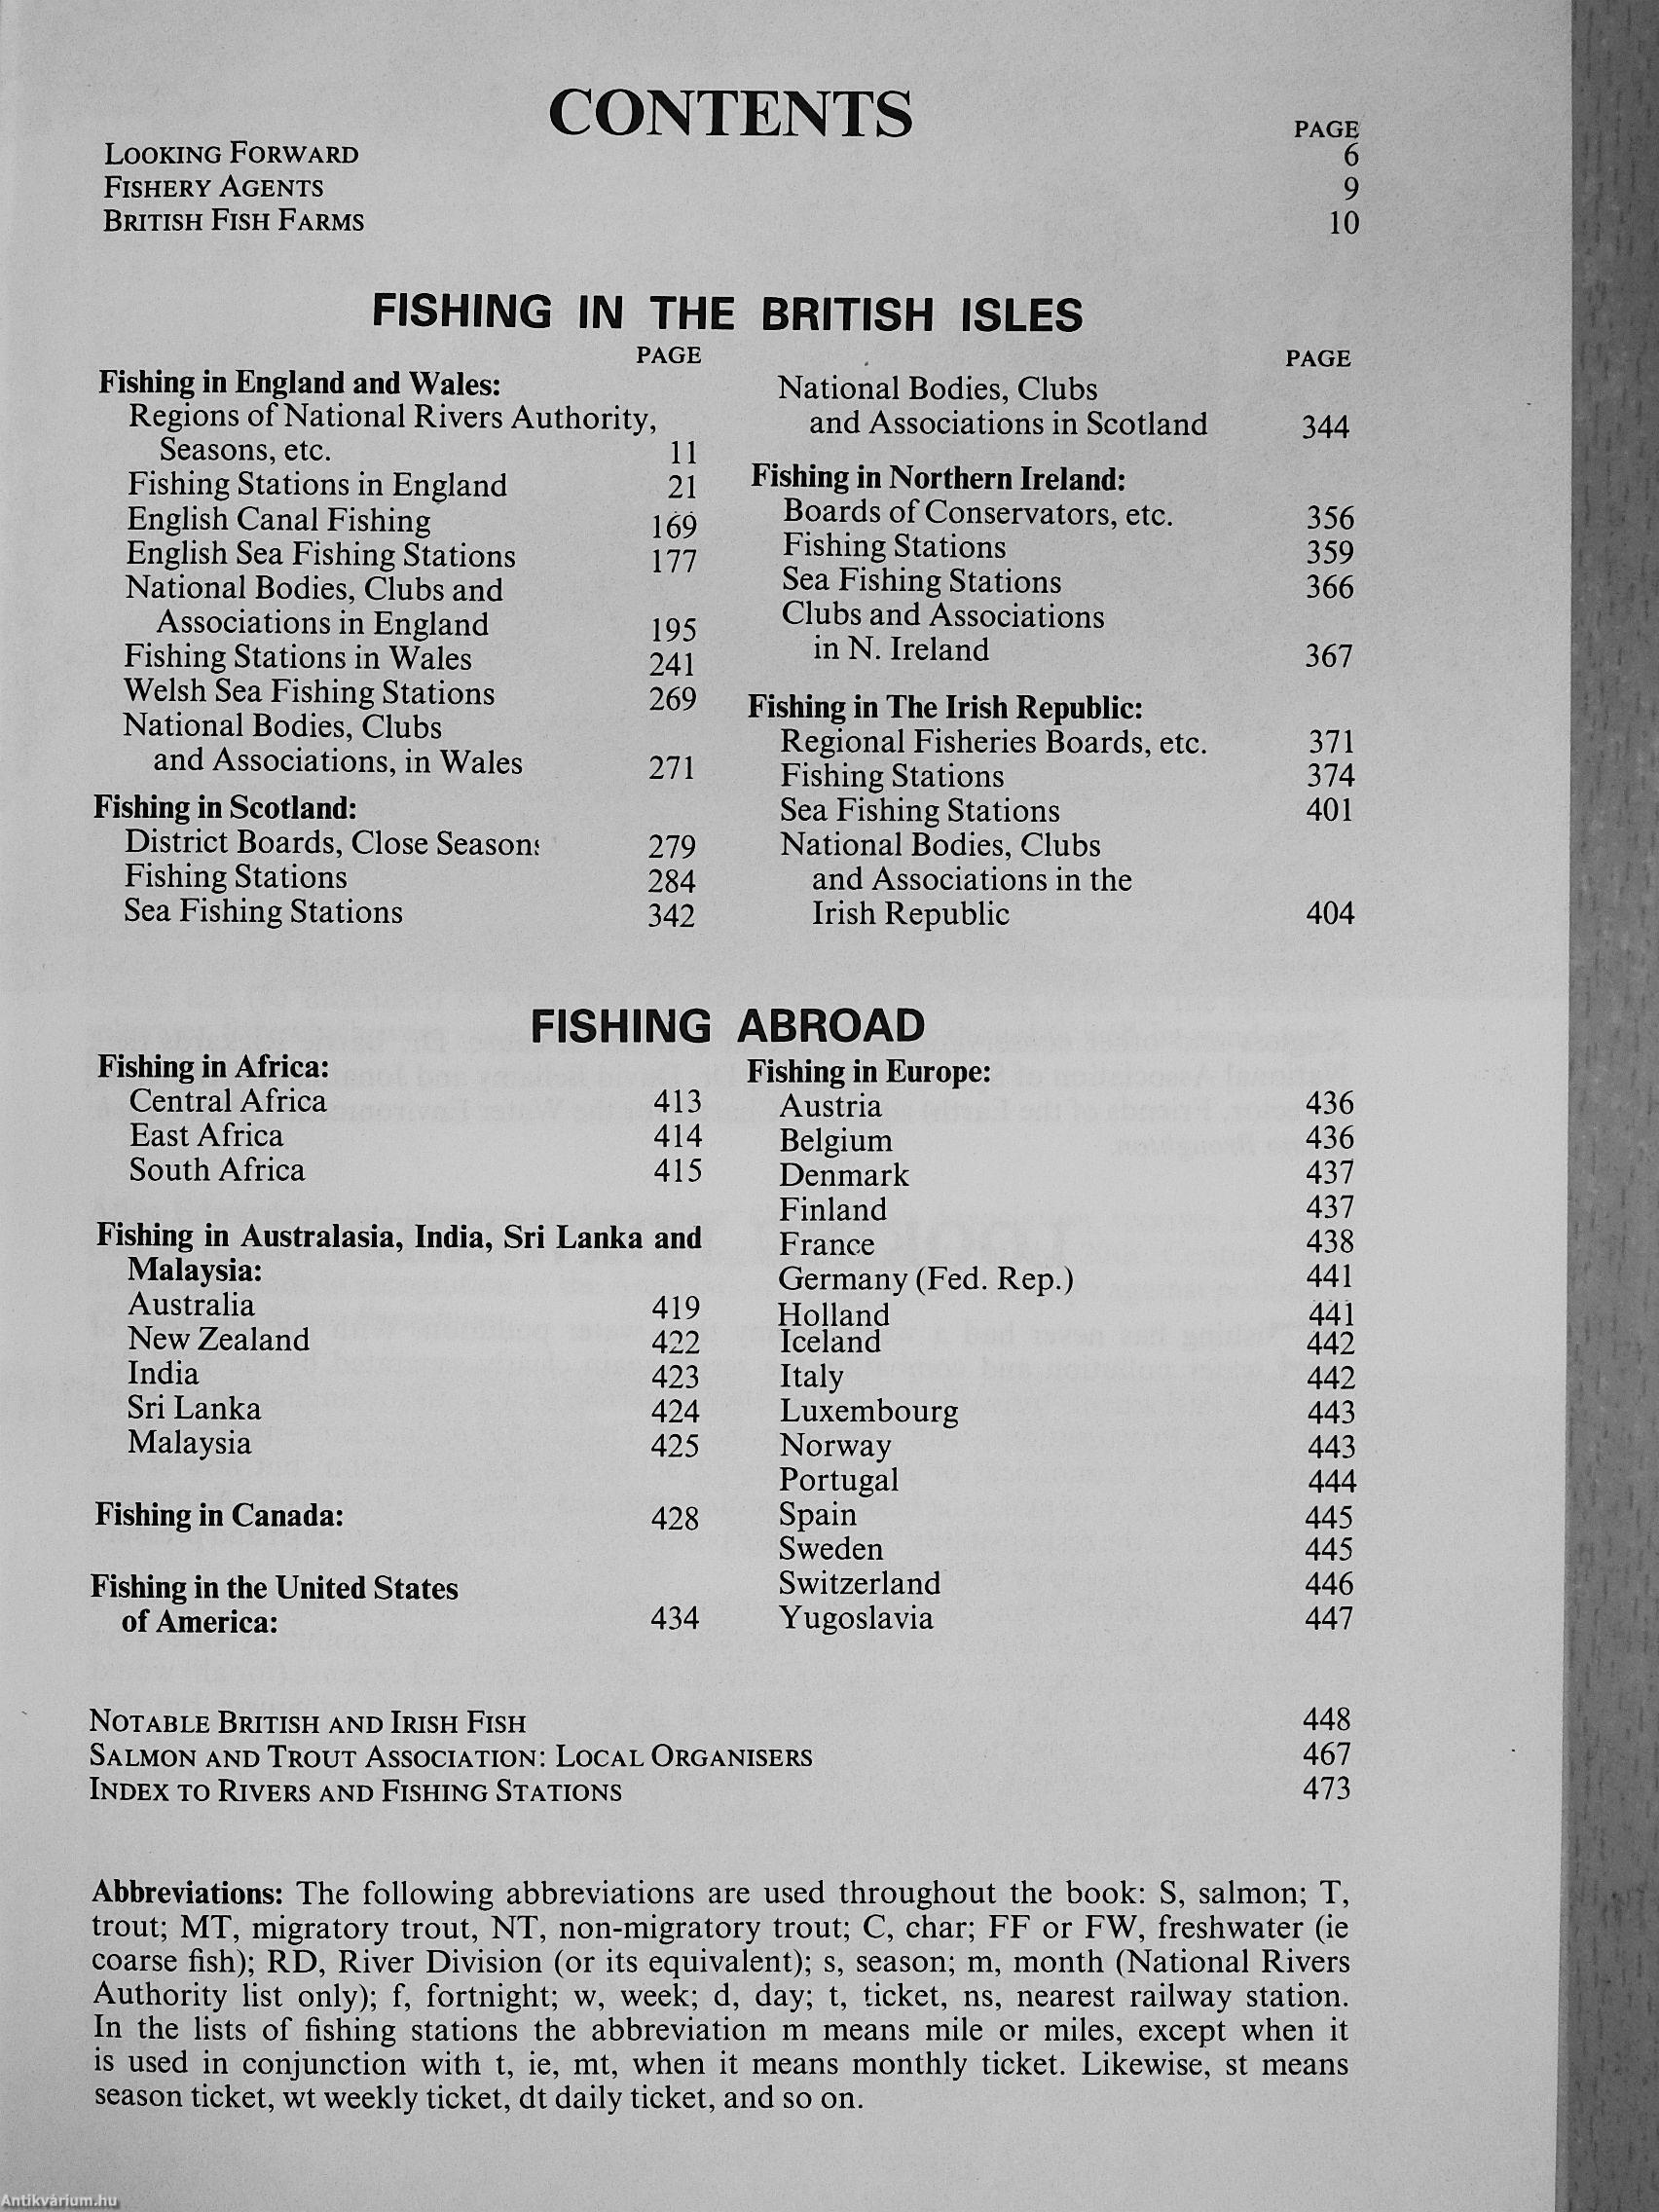 CONTENTS
PAGE
LOOKING FORWARD 6
FISHERY AGENTS 9
BRITISH FISH FARMS 10
FISHING IN THE BRITISH ISLES
PAGE
Fishing in England and Wales:
Regions of National Rivers Authority,
Seasons, etc. 11
Fishing Stations in England 21
English Canal Fishing 169
English Sea Fishing Stations 177
National Bodies, Clubs and
Associations in England 195
Fishing Stations in Wales 241
Welsh Sea Fishing Stations 269
National Bodies, Clubs
and Associations, in Wales 271
Fishing in Scotland:
District Boards, Close Seasons 279
Fishing Stations 284
Sea Fishing Stations 342
PAGE
National Bodies, Clubs
and Associations in Scotland 344
Fishing in Northern Ireland:
Boards of Conservators, etc. 356
Fishing Stations 359
Sea Fishing Stations 366
Clubs and Associations
in N. Ireland 367
Fishing in The Irish Republic:
Regional Fisheries Boards, etc. 371
Fishing Stations 374
Sea Fishing Stations 401
National Bodies, Clubs
and Associations in the
Irish Republic 404
FISHING ABROAD
Fishing in Africa:
Central Africa 413
East Africa 414
South Africa 415
Fishing in Australasia, India, Sri Lanka and
Malaysia:
Australia 419
New Zealand 422
India 423
Sri Lanka 424
Malaysia 425
Fishing in Canada: 428
Fishing in the United States
of America: 434
Fishing in Europe:
Austria 436
Belgium 436
Denmark 437
Finland 437
France 438
Germany (Fed. Rep.) 441
Holland 441
Iceland 442
Italy 442
Luxembourg 443
Norway 443
Portugal 444
Spain 445
Sweden 445
Switzerland 446
Yugoslavia 447
NOTABLE BRITISH AND IRISH FISH 448
SALMON AND TROUT ASSOCIATION: LOCAL ORGANISERS 467
INDEX TO RIVERS AND FISHING STATIONS 473
Abbreviations: The following abbreviations are used throughout the book: S, salmon; T,
trout; MT, migratory trout, NT, non-migratory trout; C, char; FF or FW, freshwater (ie
coarse fish); RD, River Division (or its equivalent); s, season; m, month (National Rivers
Authority list only); f, fortnight; w, week; d, day; t, ticket, ns, nearest railway station.
In the lists of fishing stations the abbreviation m means mile or miles, except when it
is used in conjunction with t, ie, mt, when it means monthly ticket. Likewise, st means
season ticket, wt weekly ticket, dt daily ticket, and so on.
Antikvárium.hu